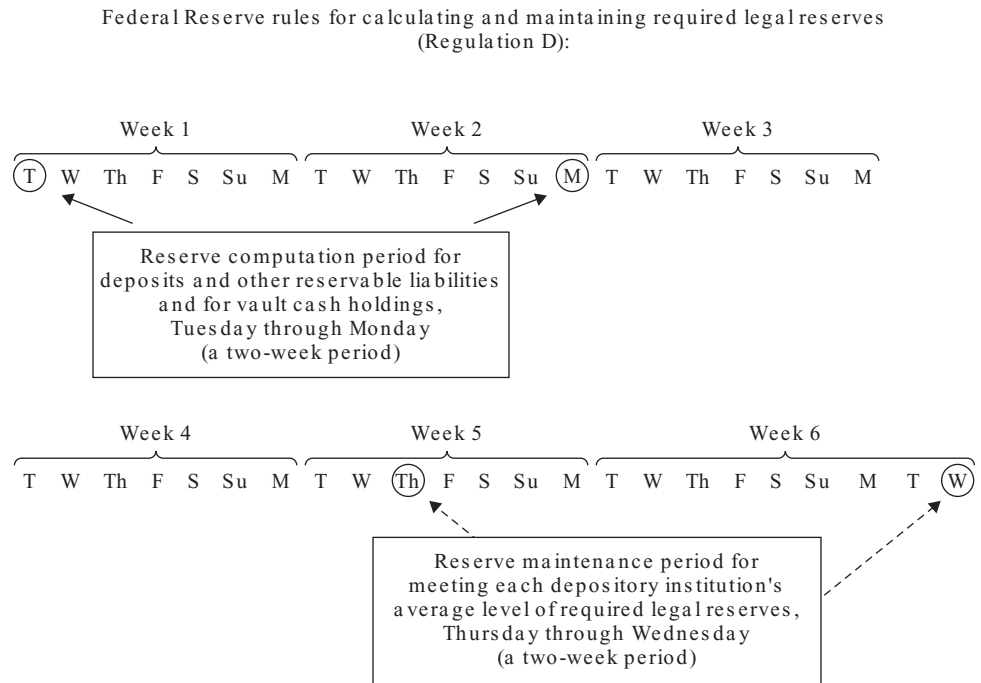 Federal Reserve rules for calculating and maintaining required legal reserves
(Regulation D):
Week 1 Week 2 Week 3
T W Th F S Su M T W Th F S Su M T W Th F S Su M
Reserve computation period for
deposits and other reservable liabilities
and for vault cash holdings,
Tuesday through Monday
(a two-week period)
Week 4 Week 5 Week 6
T W Th F S Su M T W Th F S Su M T W Th F S Su M T W
Reserve maintenance period for
meeting each depository institution's
average level of required legal reserves,
Thursday through Wednesday
(a two-week period)